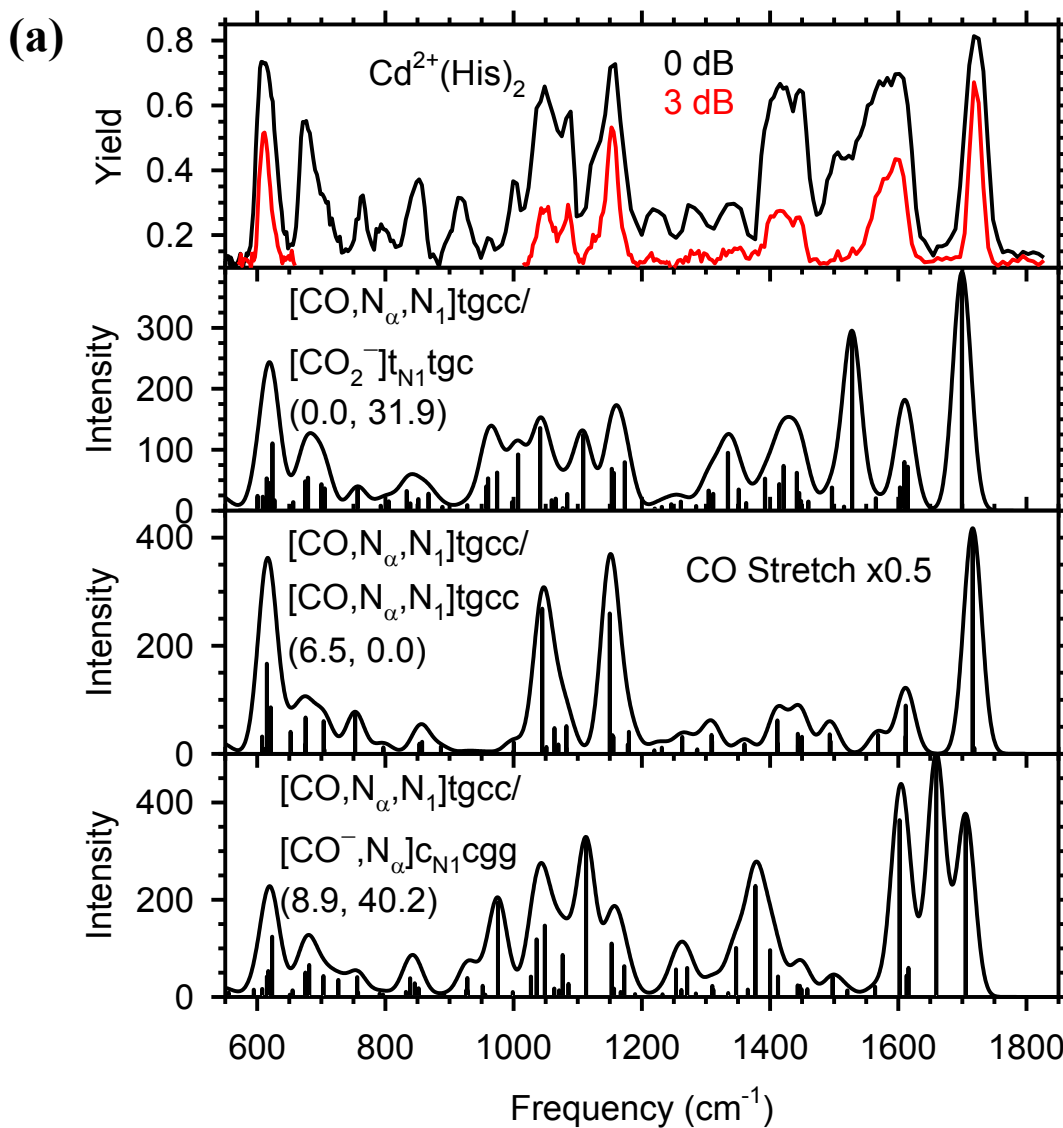 (a)
Cd²⁺(His)₂
0 dB
3 dB
Yield
0.8
0.6
0.4
0.2
[CO,Nα,N₁]tgcc/
[CO₂⁻]t_N1tgc
(0.0, 31.9)
Intensity
300
200
100
0
[CO,Nα,N₁]tgcc/
[CO,Nα,N₁]tgcc
(6.5, 0.0)
CO Stretch x0.5
Intensity
400
200
0
[CO,Nα,N₁]tgcc/
[CO⁻,Nα]c_N1cgg
(8.9, 40.2)
Intensity
400
200
0
600 800 1000 1200 1400 1600 1800
Frequency (cm⁻¹)